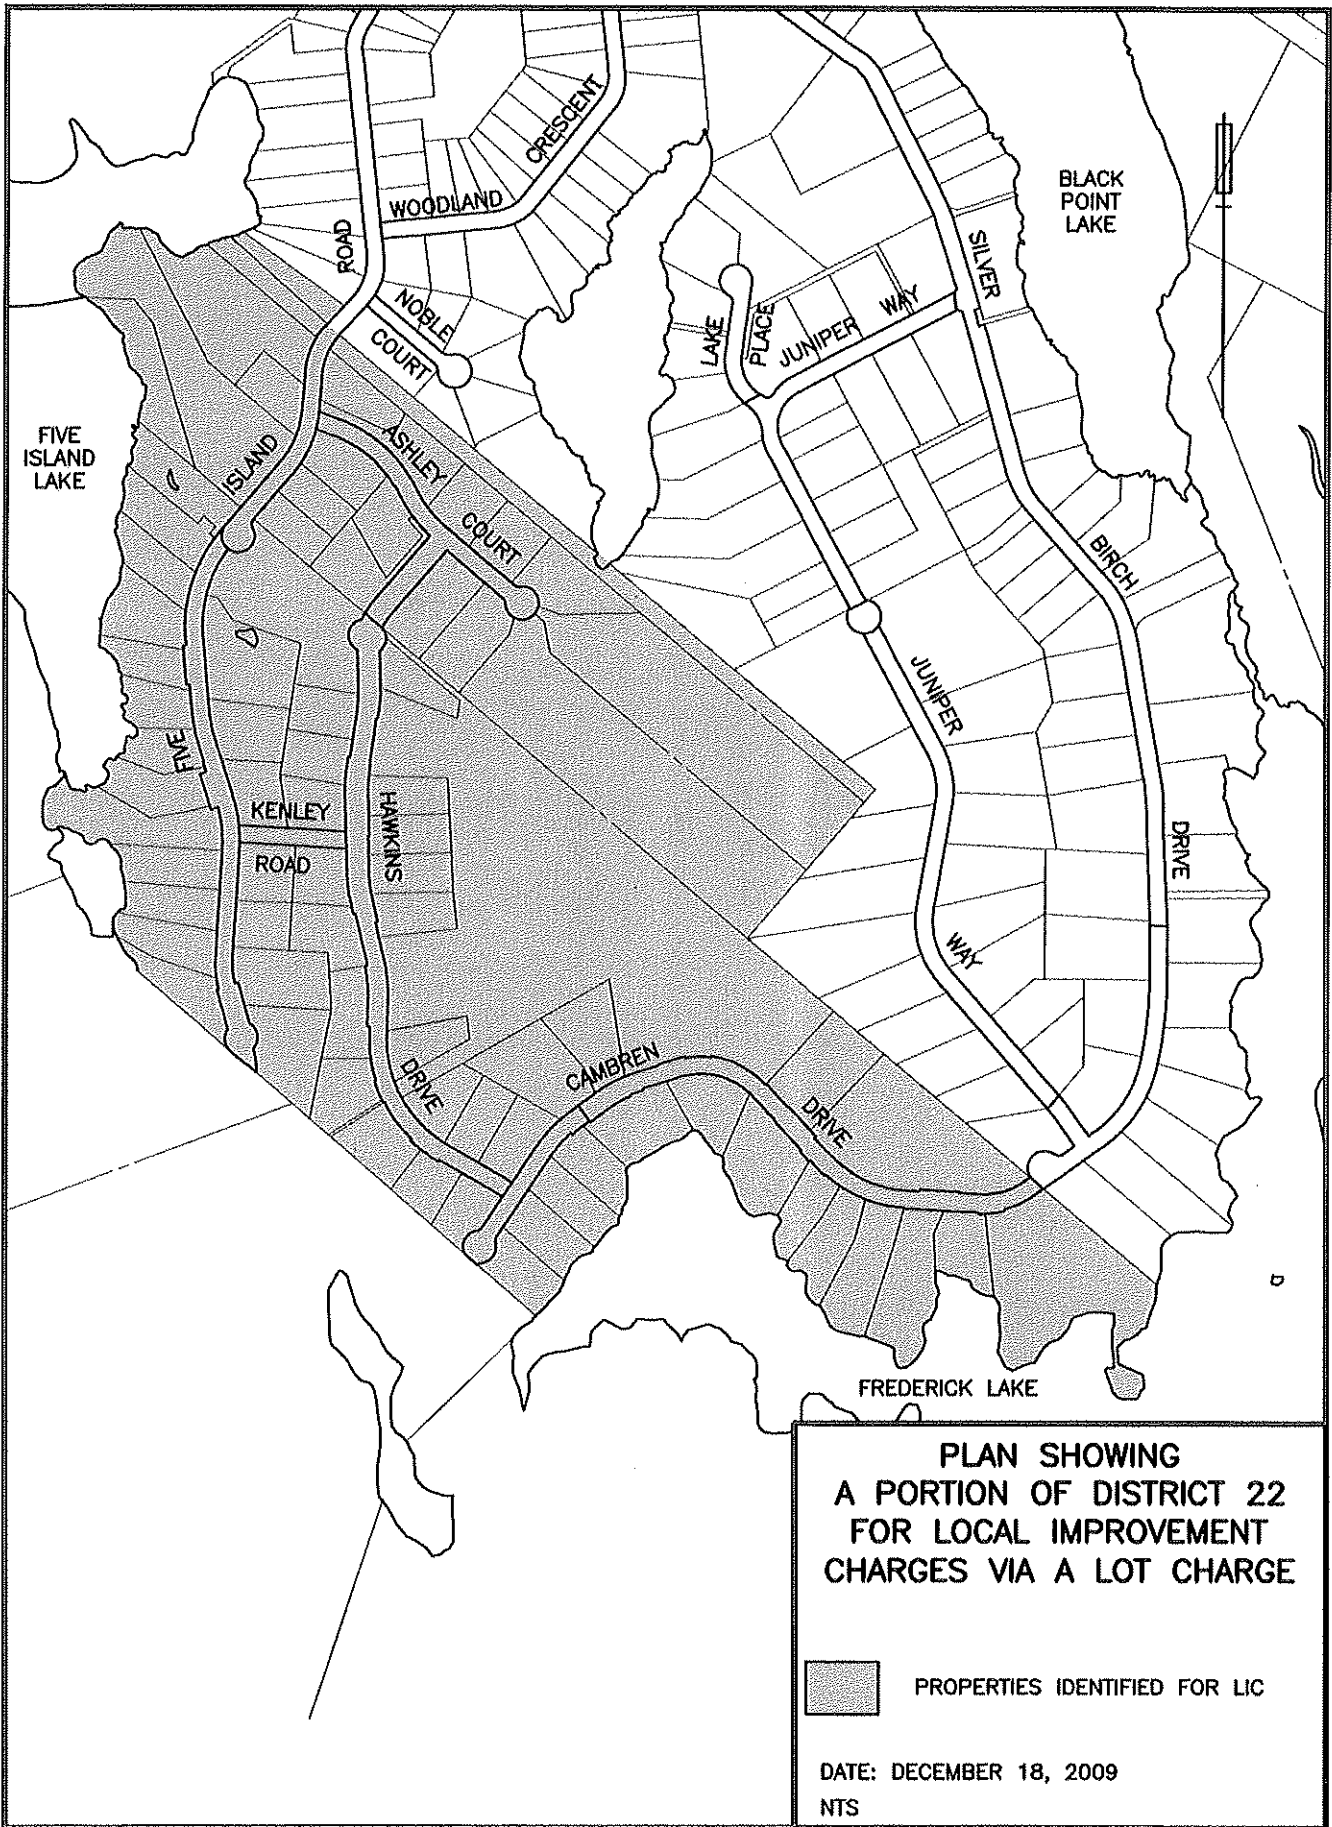 CRESCENT
WOODLAND
ROAD
BLACK
POINT
LAKE
SILVER
NOBLE
COURT
LAKE
PLACE
JUNIPER
WAY
FIVE
ISLAND
LAKE
ISLAND
ASHLEY
COURT
BIRCH
JUNIPER
FIVE
KENLEY
ROAD
HAWKINS
DRIVE
WAY
DRIVE
CAMBREN
DRIVE
FREDERICK LAKE
PLAN SHOWING
A PORTION OF DISTRICT 22
FOR LOCAL IMPROVEMENT
CHARGES VIA A LOT CHARGE
PROPERTIES IDENTIFIED FOR LIC
DATE: DECEMBER 18, 2009
NTS